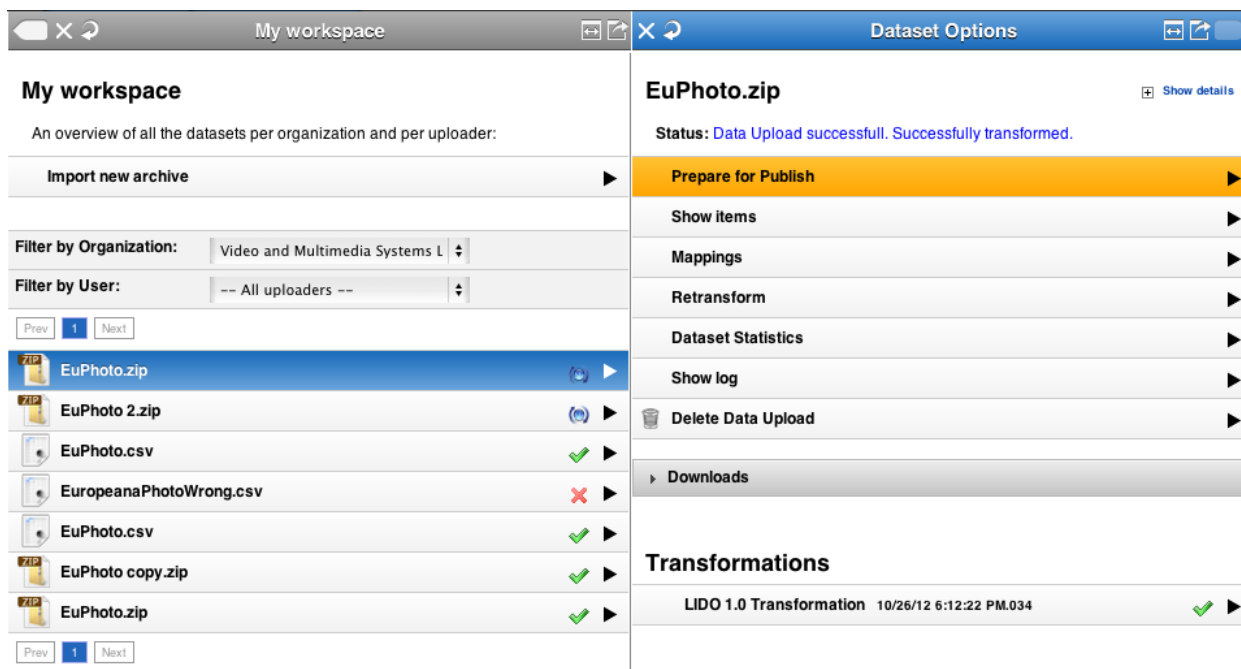 My workspace
My workspace
An overview of all the datasets per organization and per uploader:
Import new archive
Filter by Organization:
Video and Multimedia Systems L
Filter by User:
-- All uploaders --
Prev 1 Next
ZIP EuPhoto.zip
ZIP EuPhoto 2.zip
EuPhoto.csv
EuropeanaPhotoWrong.csv
EuPhoto.csv
ZIP EuPhoto copy.zip
ZIP EuPhoto.zip
Prev 1 Next
Dataset Options
EuPhoto.zip
Show details
Status: Data Upload successfull. Successfully transformed.
Prepare for Publish
Show items
Mappings
Retransform
Dataset Statistics
Show log
Delete Data Upload
Downloads
Transformations
LIDO 1.0 Transformation 10/26/12 6:12:22 PM.034